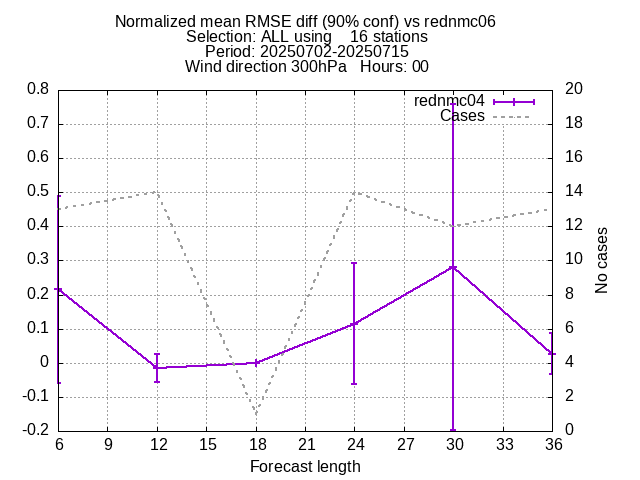 Normalized mean RMSE diff (90% conf) vs rednmc06
Selection: ALL using    16 stations
Period: 20250702-20250715
Wind direction 300hPa   Hours: 00
rednmc04
Cases
0.8
0.7
0.6
0.5
0.4
0.3
0.2
0.1
0
-0.1
-0.2
20
18
16
14
12
10
8
6
4
2
0
No cases
6 9 12 15 18 21 24 27 30 33 36
Forecast length